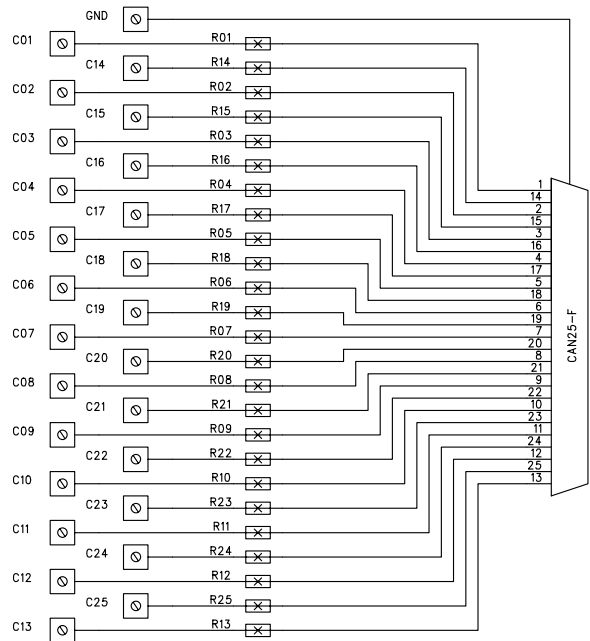 GND
C01 R01
C14 R14
C02 R02
C15 R15
C03 R03
C16 R16
C04 R04
C17 R17
C05 R05
C18 R18
C06 R06
C19 R19
C07 R07
C20 R20
C08 R08
C21 R21
C09 R09
C22 R22
C10 R10
C23 R23
C11 R11
C24 R24
C12 R12
C25 R25
C13 R13
1
14
2
15
3
16
4
17
5
18
6
19
7
20
8
21
9
22
10
23
11
24
12
25
13
CAN25-F